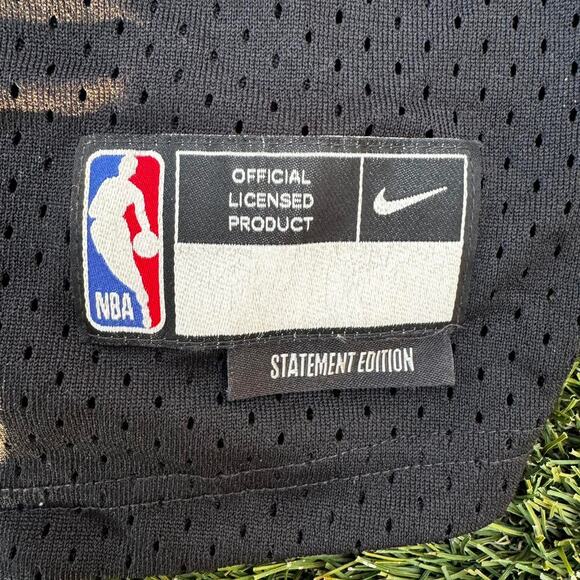 OFFICIAL
LICENSED
PRODUCT
NBA
STATEMENT EDITION